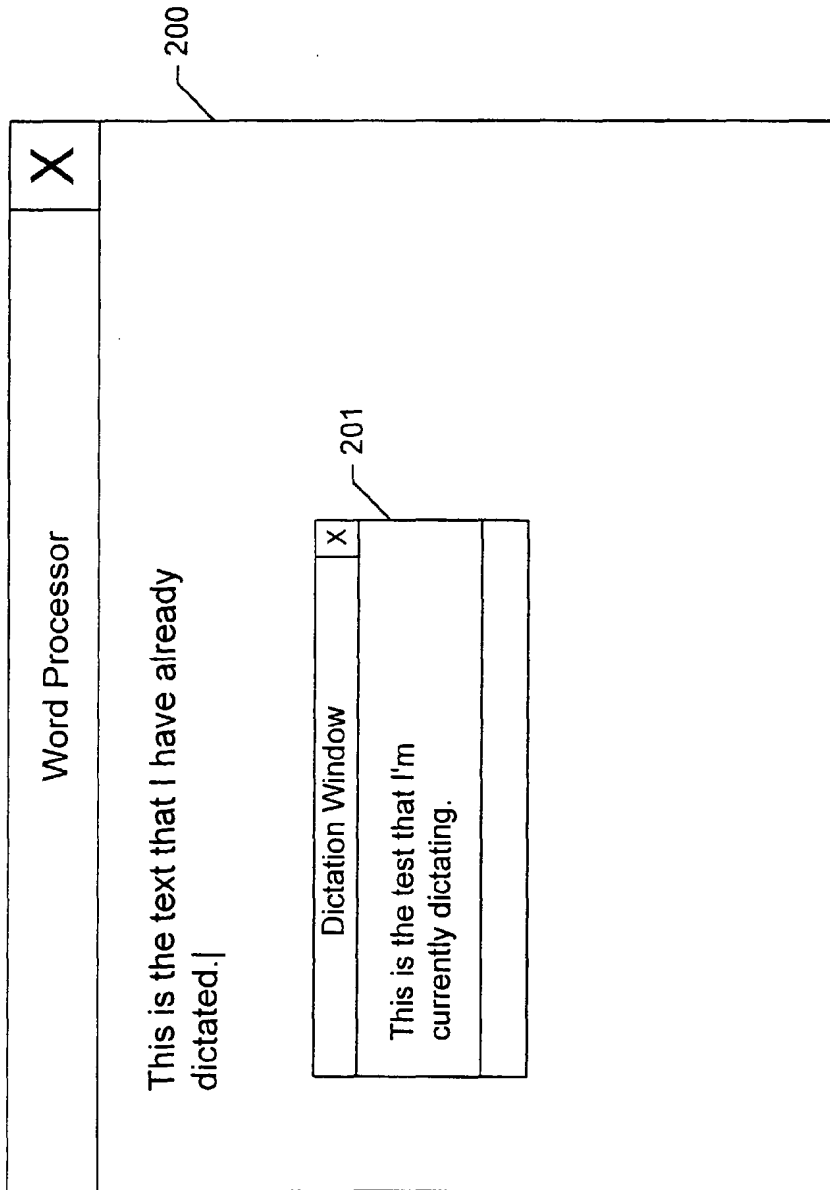 Word Processor
X
200
This is the text that I have already
dictated.|
201
Dictation Window
X
This is the test that I'm
currently dictating.